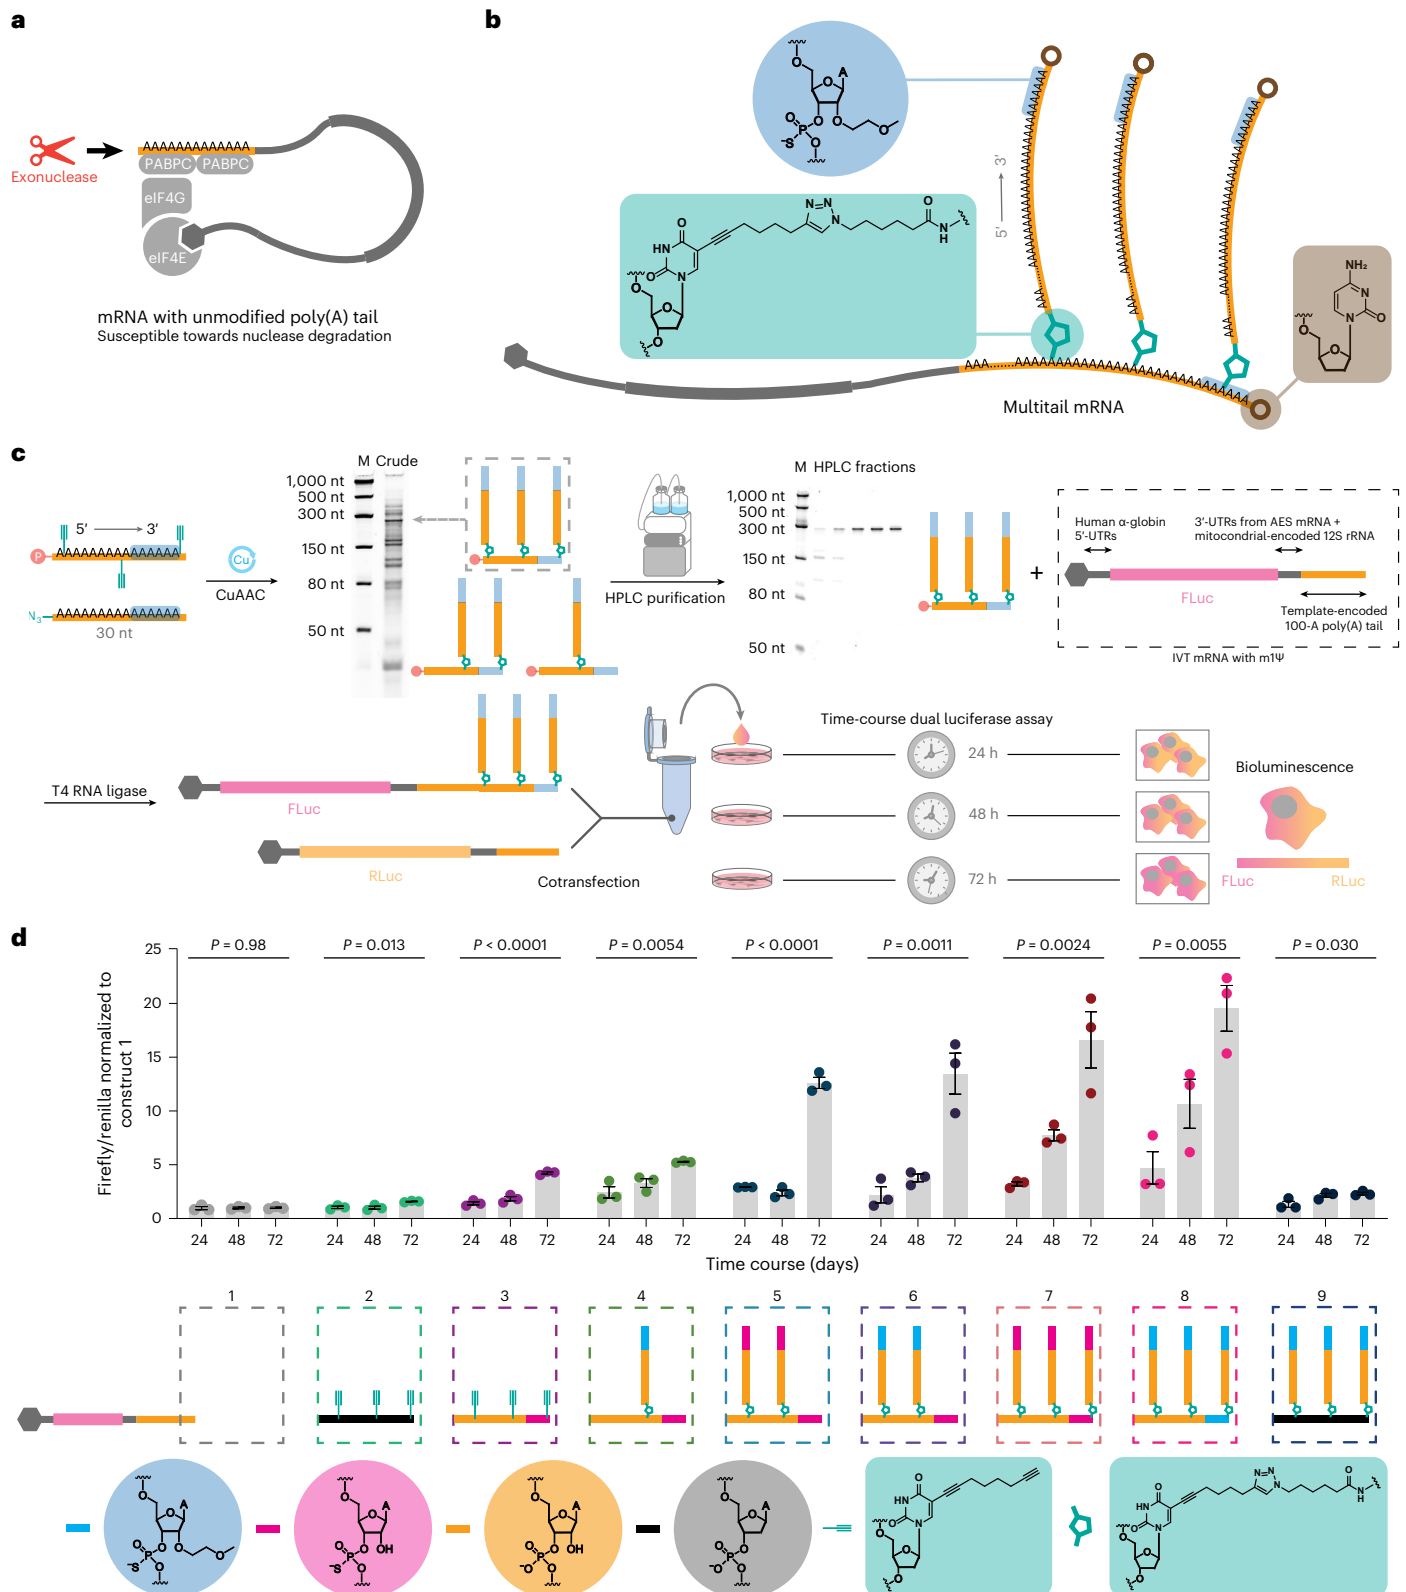 a
Exonuclease
AAAAAAAAAAAAA
PABPC PABPC
eIF4G
eIF4E
mRNA with unmodified poly(A) tail
Susceptible towards nuclease degradation
b
5′ 3′
Multitail mRNA
c
5′ 3′
P
N3
30 nt
Cu
CuAAC
M Crude
1,000 nt
500 nt
300 nt
150 nt
80 nt
50 nt
HPLC purification
M HPLC fractions
1,000 nt
500 nt
300 nt
150 nt
80 nt
50 nt
+
Human α-globin
5′-UTRs
3′-UTRs from AES mRNA +
mitocondrial-encoded 12S rRNA
FLuc
Template-encoded
100-A poly(A) tail
IVT mRNA with m1Ψ
T4 RNA ligase
FLuc
RLuc
Cotransfection
Time-course dual luciferase assay
24 h
48 h
72 h
Bioluminescence
FLuc RLuc
d
Firefly/renilla normalized to
construct 1
25
20
15
10
5
0
P = 0.98 P = 0.013 P < 0.0001 P = 0.0054 P < 0.0001 P = 0.0011 P = 0.0024 P = 0.0055 P = 0.030
24 48 72 24 48 72 24 48 72 24 48 72 24 48 72 24 48 72 24 48 72 24 48 72 24 48 72
Time course (days)
1 2 3 4 5 6 7 8 9